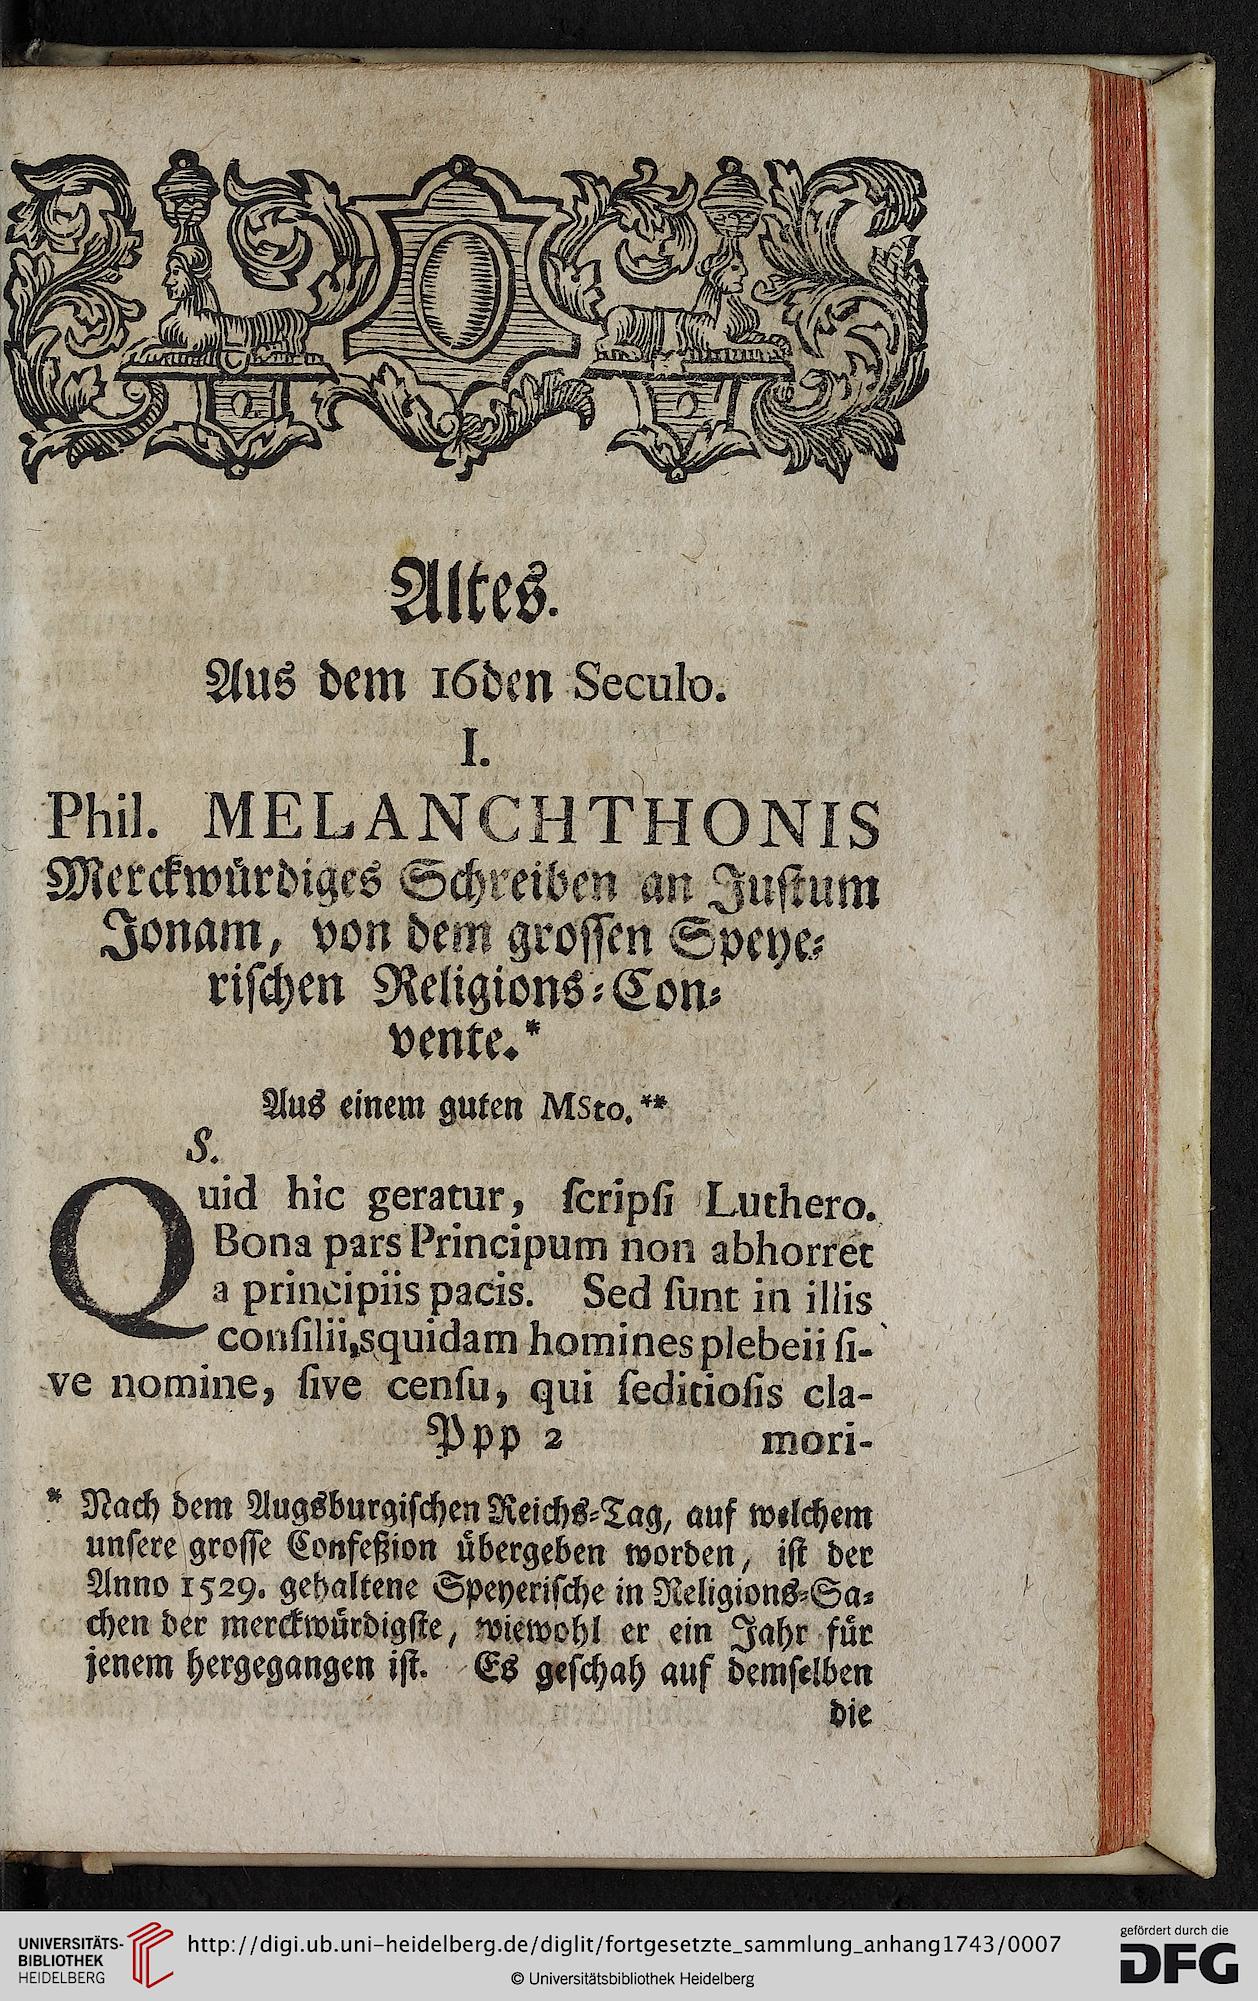 Altes.
Aus dem 16den Seculo.
I.
Phil. MELANCHTHONIS
Merckwürdiges Schreiben an Justum
Jonam, von dem grossen Speye-
rischen Religions-Con-
vente.*
Aus einem guten MSto.**
S.
Quid hic geratur, scripsi Luthero.
Bona pars Principum non abhorret
a principiis pacis. Sed sunt in illis
consilii,squidam homines plebeii si-
ve nomine, sive censu, qui seditiosis cla-
Ppp 2 mori-
* Nach dem Augsburgischen Reichs-Tag, auf welchem
unsere grosse Confeßion übergeben worden, ist der
Anno 1529. gehaltene Speyerische in Religions-Sa-
chen der merckwürdigste, wiewohl er ein Jahr für
jenem hergegangen ist. Es geschah auf demselben
die
UNIVERSITÄTS-
BIBLIOTHEK
HEIDELBERG
http://digi.ub.uni-heidelberg.de/diglit/fortgesetzte_sammlung_anhang1743/0007
© Universitätsbibliothek Heidelberg
gefördert durch die
DFG